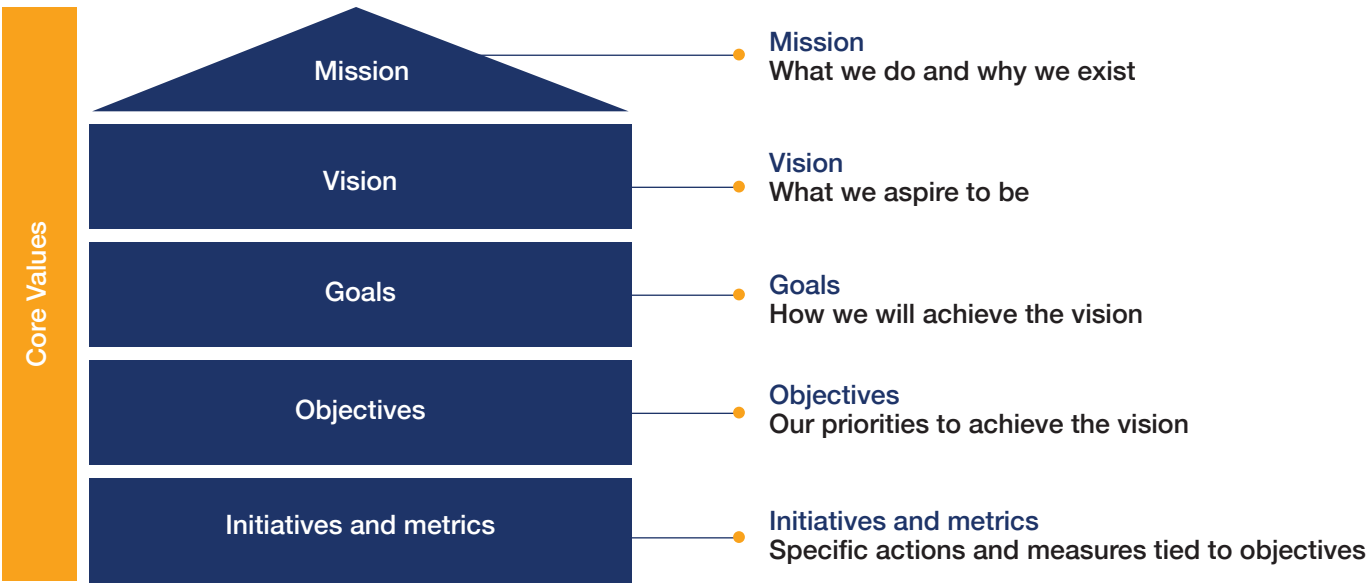 Core Values
Mission
Mission
What we do and why we exist
Vision
Vision
What we aspire to be
Goals
Goals
How we will achieve the vision
Objectives
Objectives
Our priorities to achieve the vision
Initiatives and metrics
Initiatives and metrics
Specific actions and measures tied to objectives